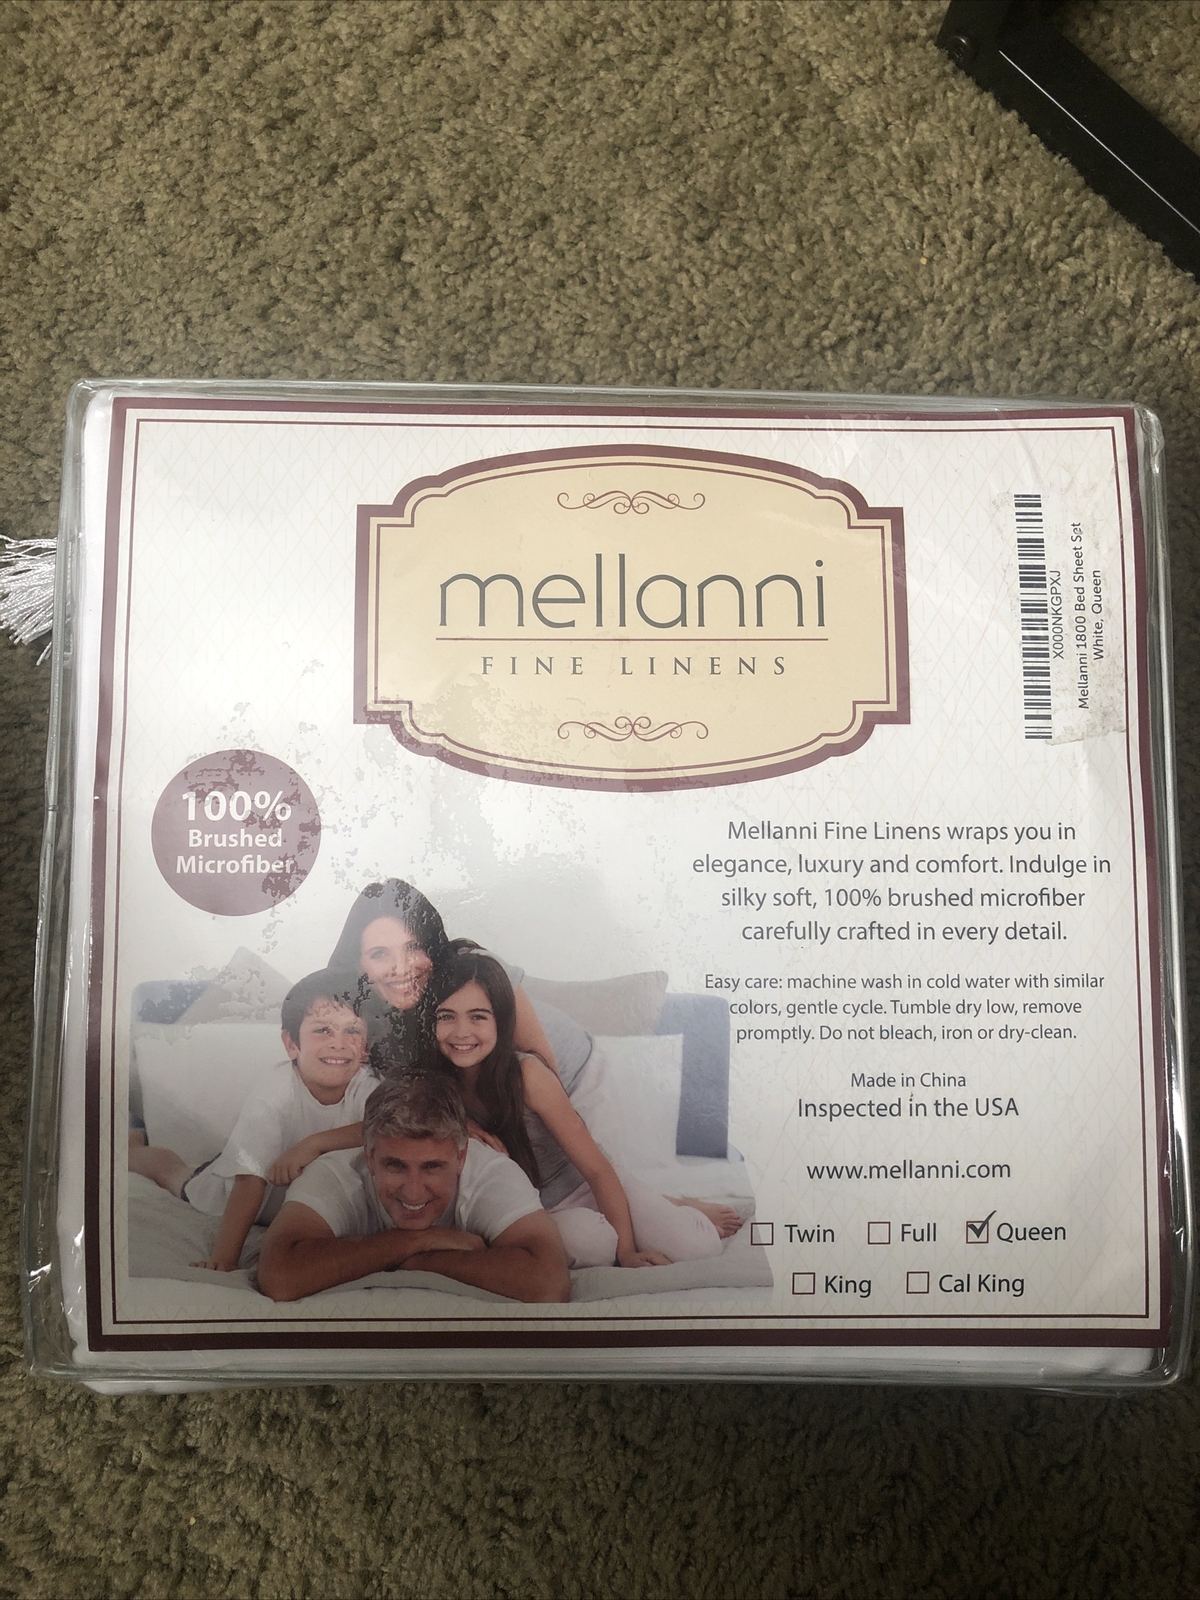 mellanni
FINE LINENS
X000NKGPXJ
Mellanni 1800 Bed Sheet Set
White, Queen
100%
Brushed
Microfiber
Mellanni Fine Linens wraps you in
elegance, luxury and comfort. Indulge in
silky soft, 100% brushed microfiber
carefully crafted in every detail.
Easy care: machine wash in cold water with similar
colors, gentle cycle. Tumble dry low, remove
promptly. Do not bleach, iron or dry-clean.
Made in China
Inspected in the USA
www.mellanni.com
Twin Full Queen
King Cal King